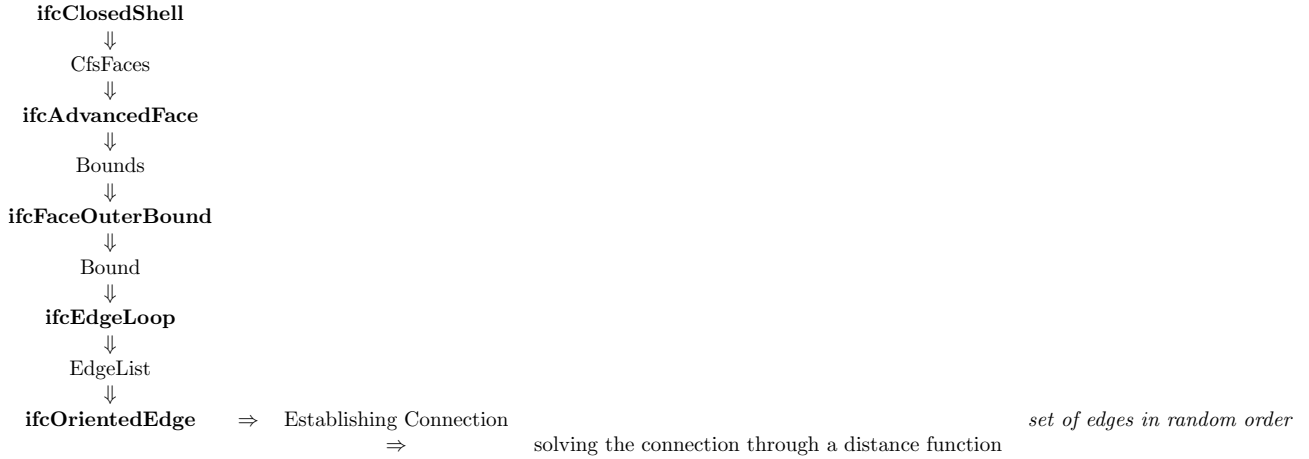 ifcClosedShell
⇓
CfsFaces
⇓
ifcAdvancedFace
⇓
Bounds
⇓
ifcFaceOuterBound
⇓
Bound
⇓
ifcEdgeLoop
⇓
EdgeList
⇓
ifcOrientedEdge ⇒ Establishing Connection set of edges in random order
⇒ solving the connection through a distance function